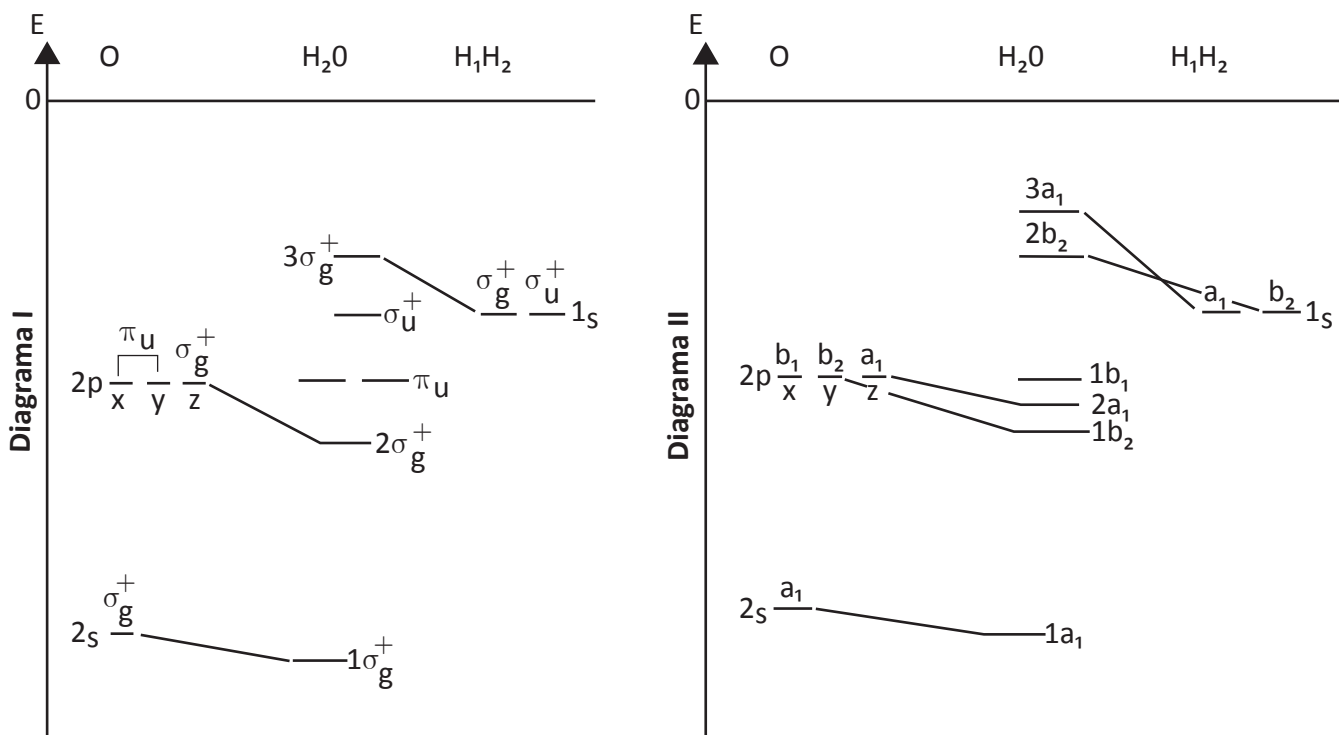 E
O H₂0 H₁H₂
0
3σg+
σg+ σu+
1s
σu+
πu σg+
2p
x y z
πu
2σg+
σg+
2s
1σg+
Diagrama I
E
O H₂0 H₁H₂
0
3a₁
2b₂
a₁ b₂
1s
b₁ b₂ a₁
2p
x y z
1b₁
2a₁
1b₂
a₁
2s
1a₁
Diagrama II